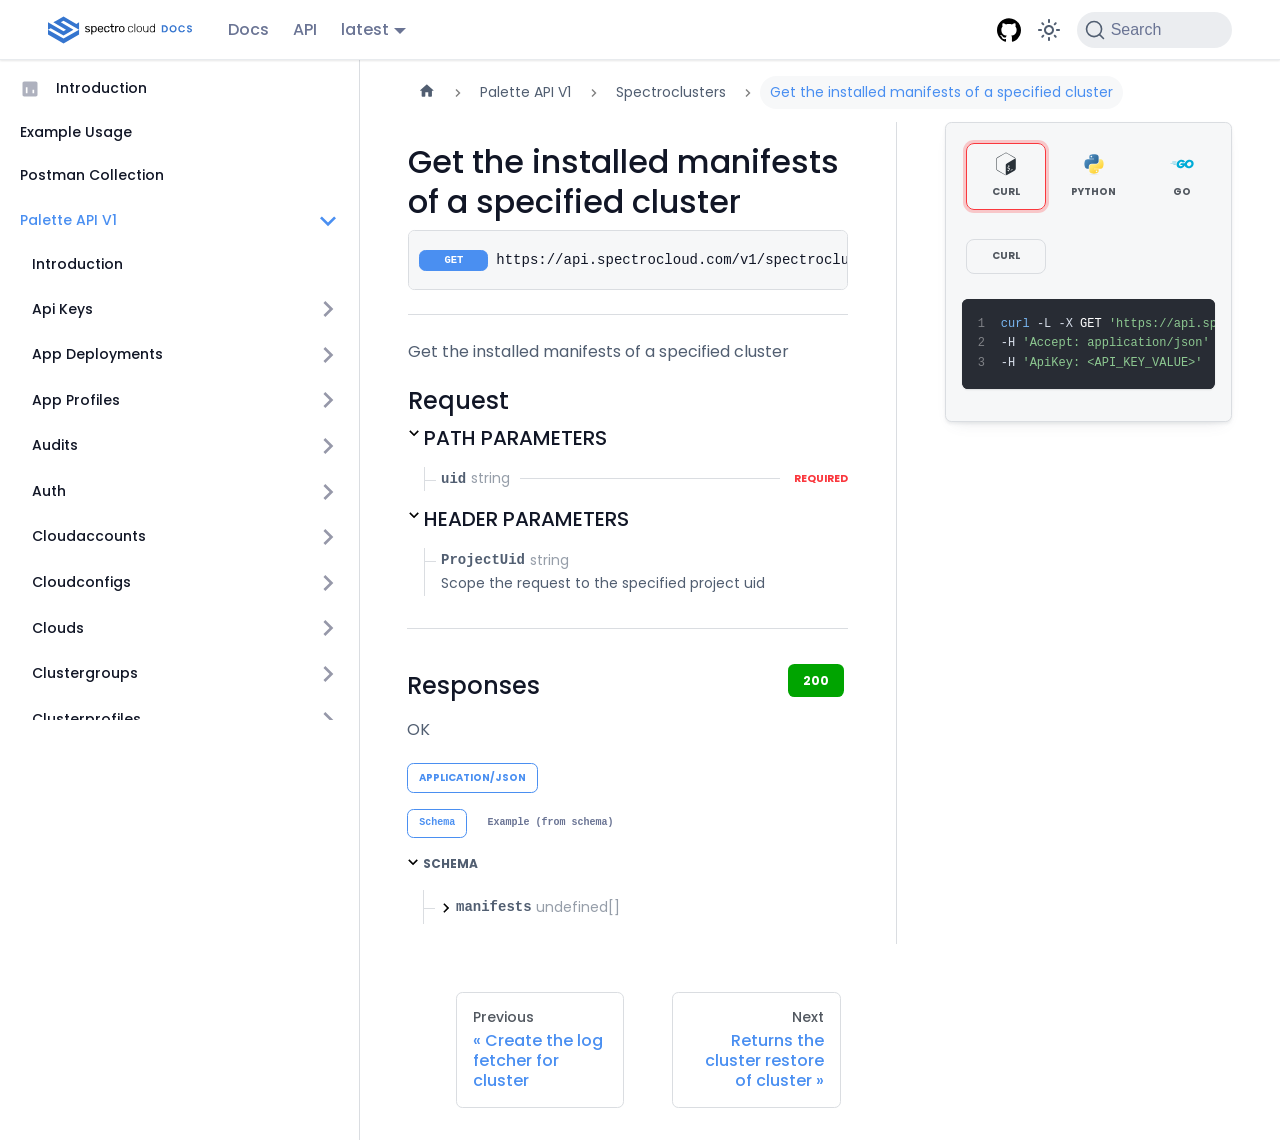 spectro cloud DOCS
Docs
API
latest
Search
Introduction
Example Usage
Postman Collection
Palette API V1
Introduction
Api Keys
App Deployments
App Profiles
Audits
Auth
Cloudaccounts
Cloudconfigs
Clouds
Clustergroups
Clusterprofiles
Palette API V1
Spectroclusters
Get the installed manifests of a specified cluster
Get the installed manifests
of a specified cluster
GET https://api.spectrocloud.com/v1/spectroclu
Get the installed manifests of a specified cluster
Request
PATH PARAMETERS
uid string REQUIRED
HEADER PARAMETERS
ProjectUid string
Scope the request to the specified project uid
Responses
200
OK
APPLICATION/JSON
Schema
Example (from schema)
SCHEMA
manifests undefined[]
Previous
« Create the log
fetcher for
cluster
Next
Returns the
cluster restore
of cluster »
CURL
PYTHON
GO
CURL
1 curl -L -X GET 'https://api.sp
2 -H 'Accept: application/json'
3 -H 'ApiKey: <API_KEY_VALUE>'